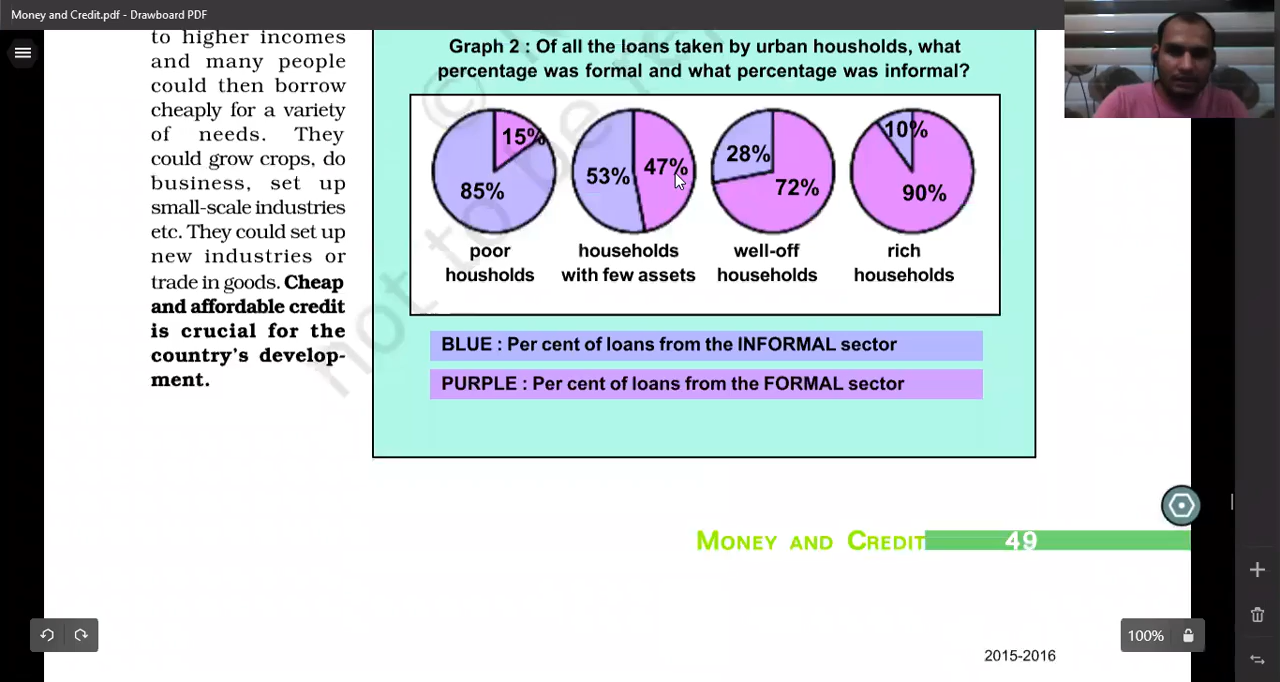 Money and Credit.pdf - Drawboard PDF
to higher incomes
and many people
could then borrow
cheaply for a variety
of needs. They
could grow crops, do
business, set up
small-scale industries
etc. They could set up
new industries or
trade in goods. Cheap
and affordable credit
is crucial for the
country's develop-
ment.
Graph 2 : Of all the loans taken by urban housholds, what
percentage was formal and what percentage was informal?
15%
85%
53%
47%
28%
72%
10%
90%
poor
housholds
households
with few assets
well-off
households
rich
households
BLUE : Per cent of loans from the INFORMAL sector
PURPLE : Per cent of loans from the FORMAL sector
not to be re
MONEY AND CREDIT 49
100%
2015-2016